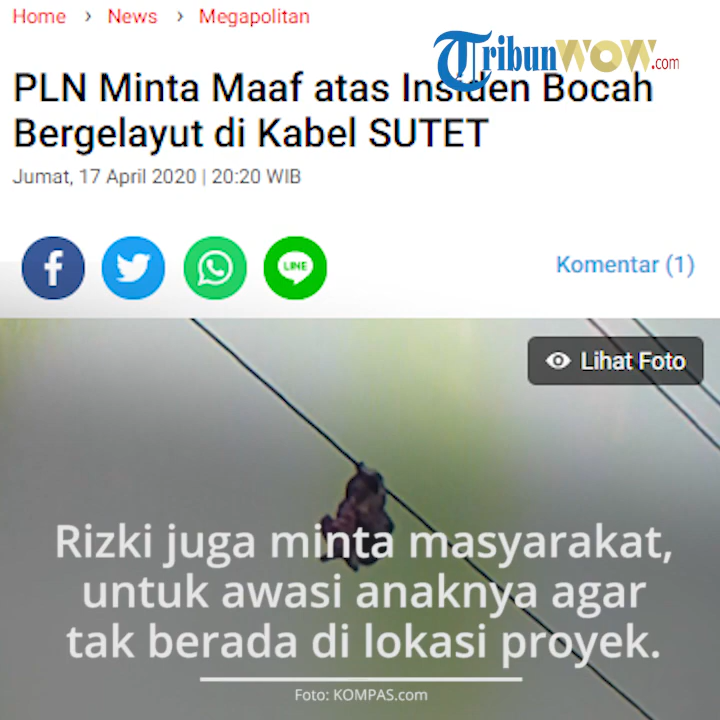 Home › News › Megapolitan
TribunWOW.com
PLN Minta Maaf atas Insiden Bocah
Bergelayut di Kabel SUTET
Jumat, 17 April 2020 | 20:20 WIB
f LINE
Komentar (1)
Lihat Foto
Rizki juga minta masyarakat,
untuk awasi anaknya agar
tak berada di lokasi proyek.
Foto: KOMPAS.com